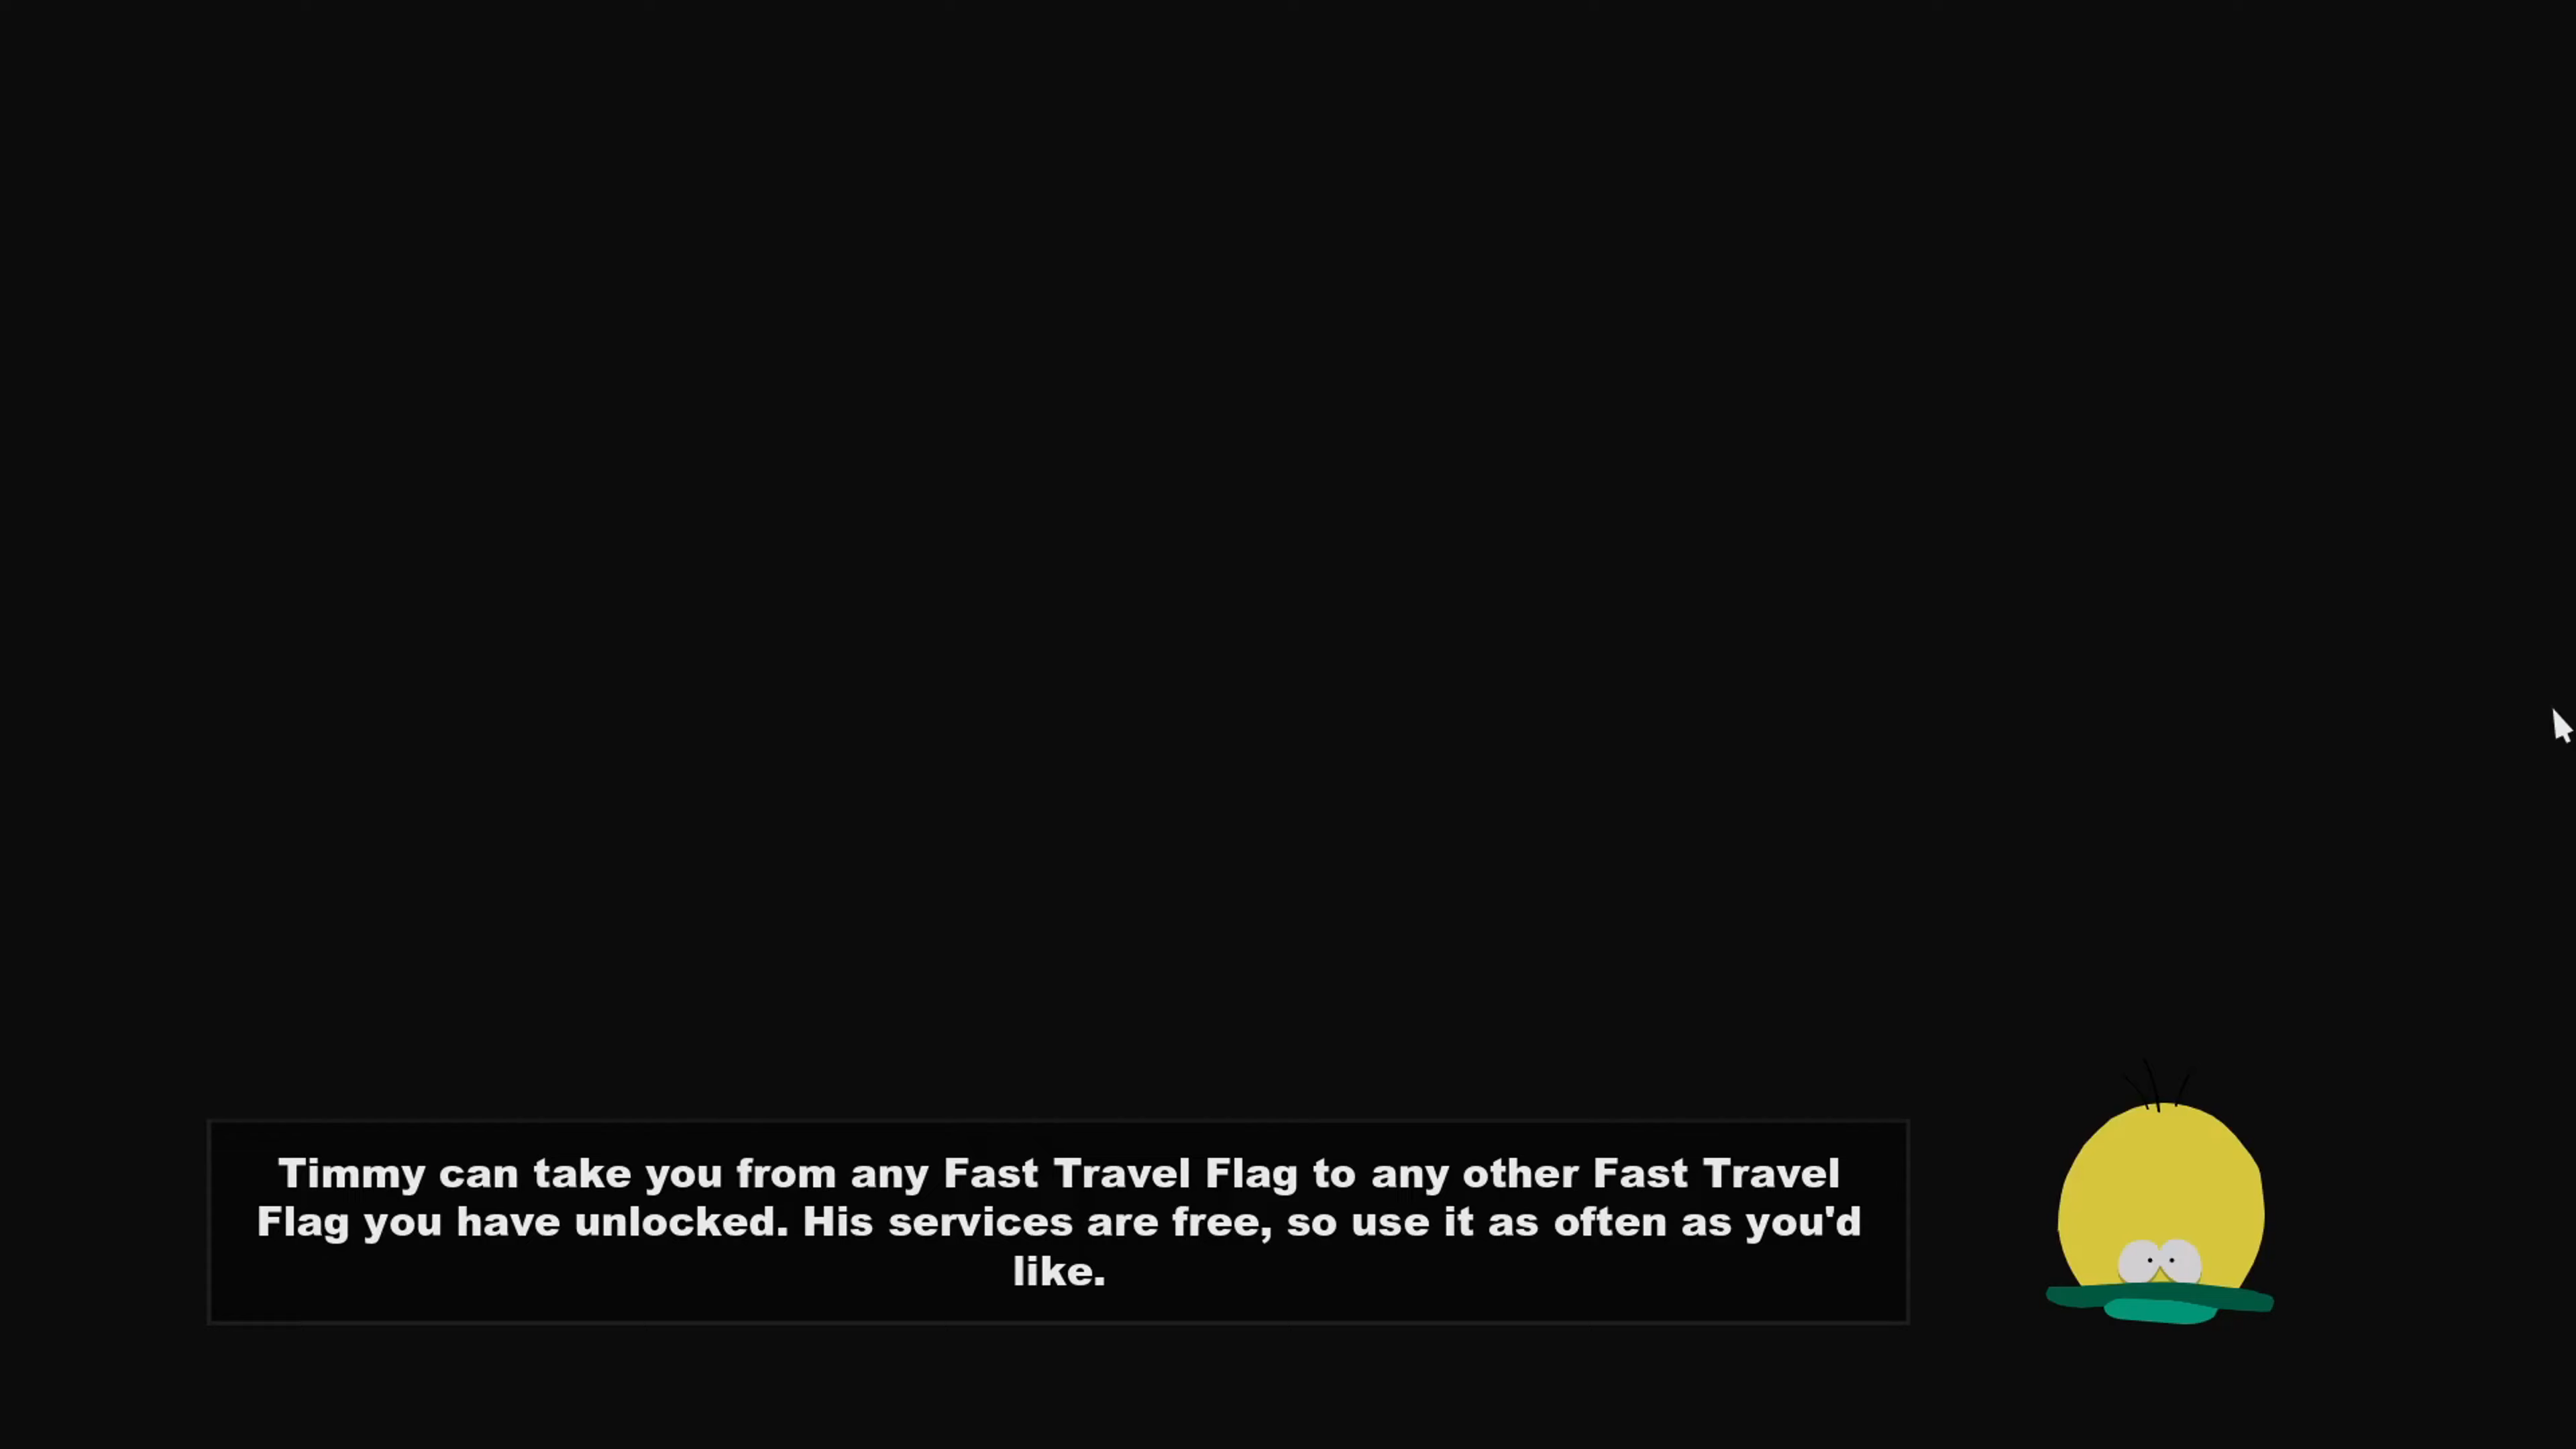 Timmy can take you from any Fast Travel Flag to any other Fast Travel
Flag you have unlocked. His services are free, so use it as often as you'd
like.